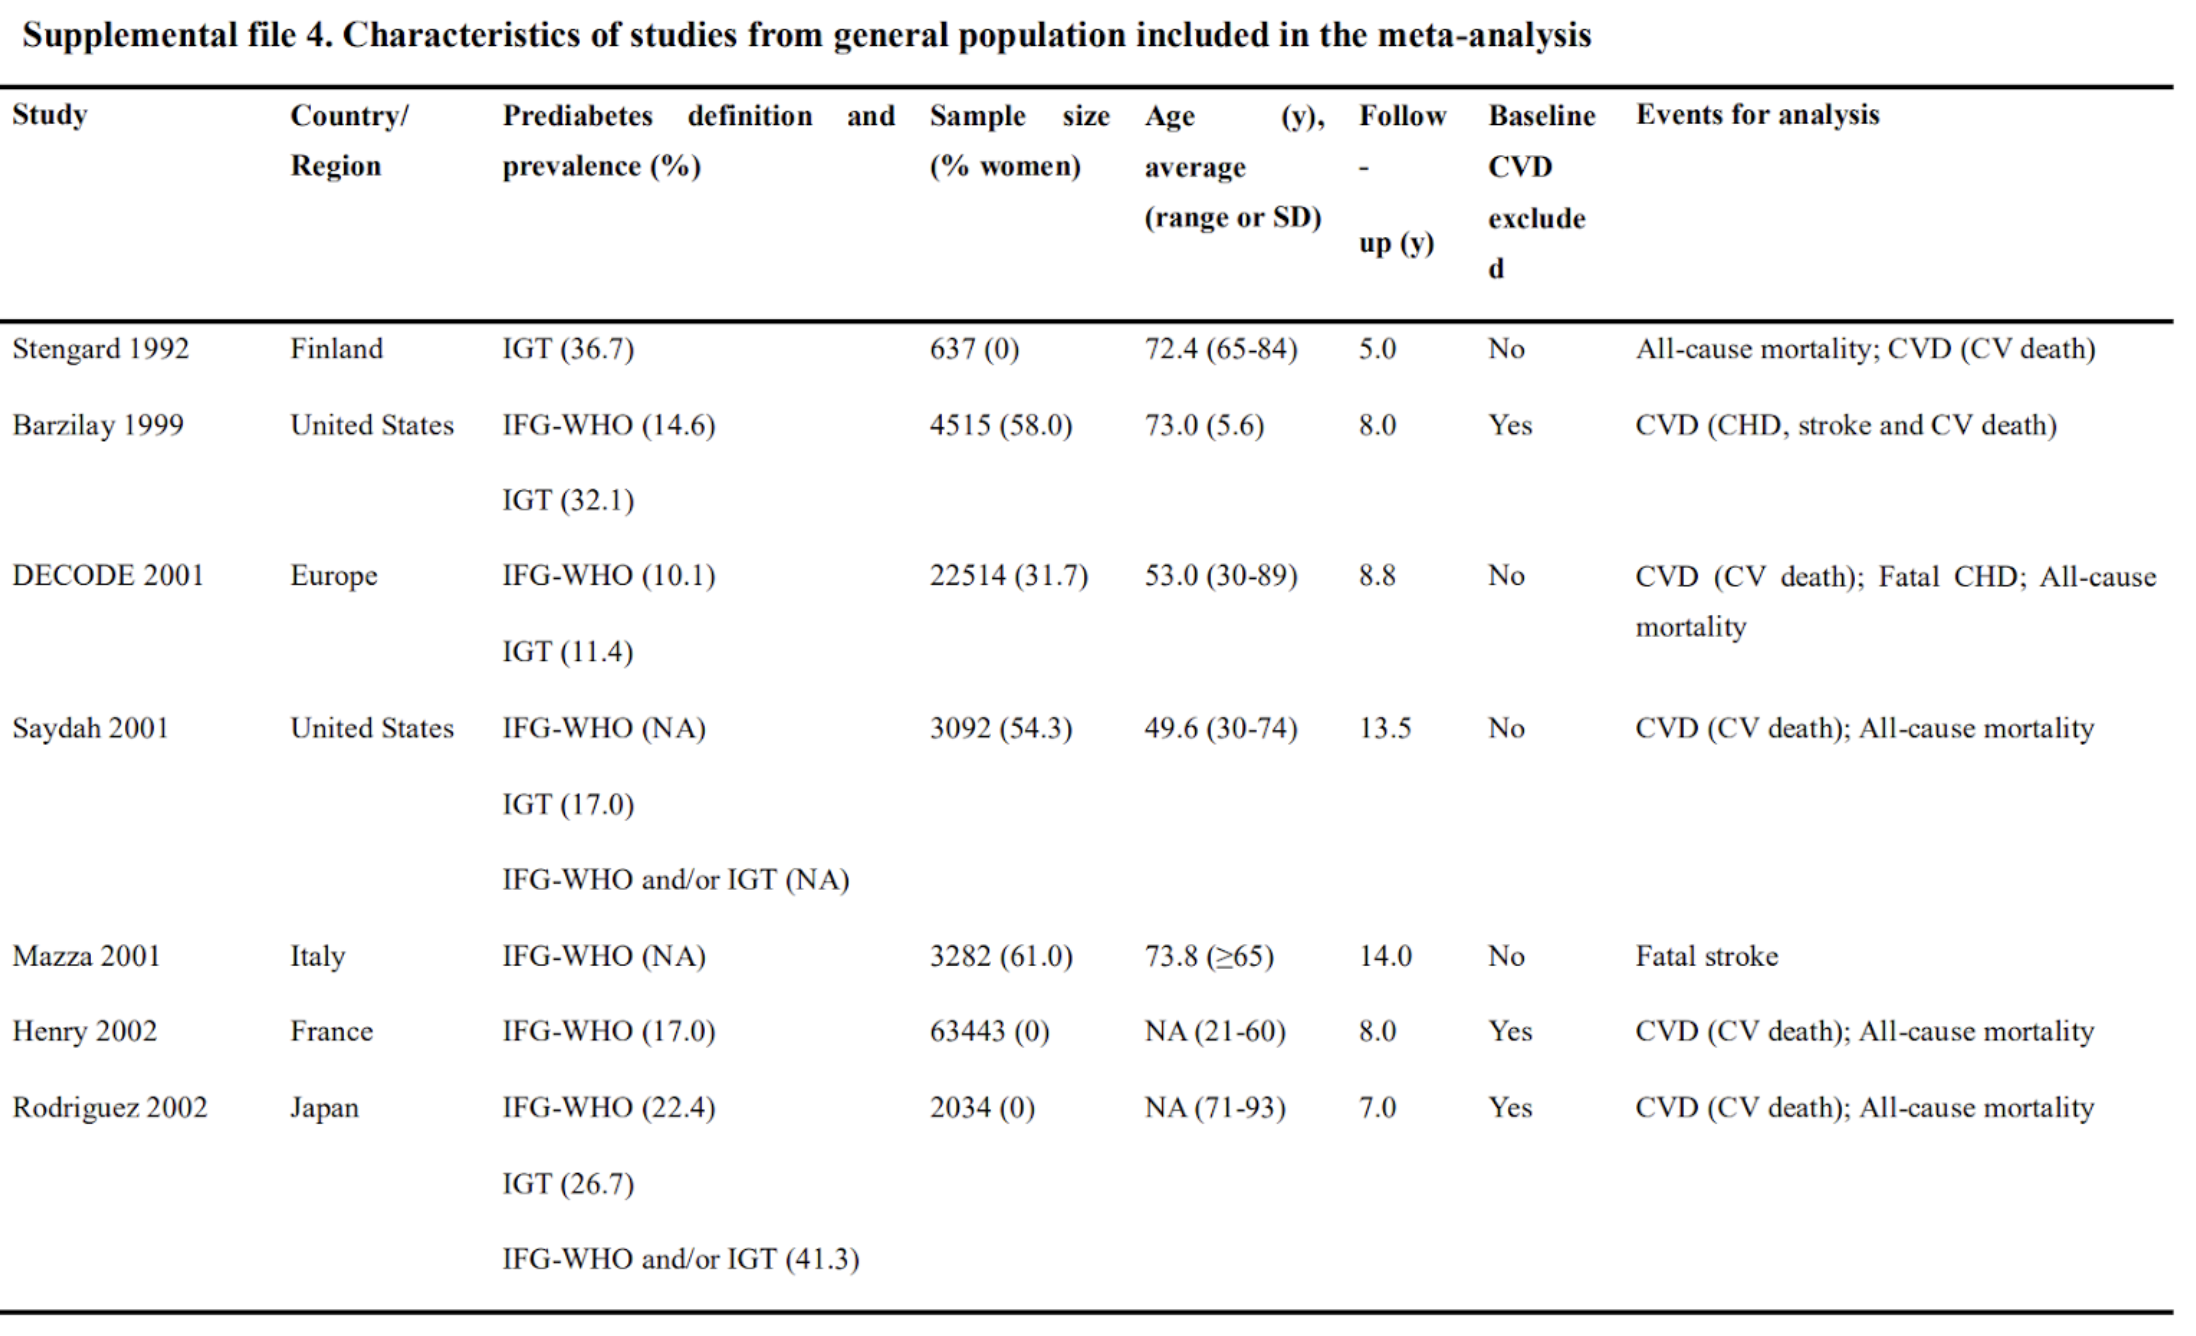 Supplemental file 4. Characteristics of studies from general population included in the meta-analysis
Study Country/ Prediabetes definition and Sample size Age (y), Follow Baseline Events for analysis
Region prevalence (%) (% women) average - CVD
(range or SD) exclude
up (y)
d
Stengard 1992 Finland IGT (36.7) 637 (0) 72.4 (65-84) 5.0 No All-cause mortality; CVD (CV death)
Barzilay 1999 United States IFG-WHO (14.6) 4515 (58.0) 73.0 (5.6) 8.0 Yes CVD (CHD, stroke and CV death)
IGT (32.1)
DECODE 2001 Europe IFG-WHO (10.1) 22514 (31.7) 53.0 (30-89) 8.8 No CVD (CV death); Fatal CHD; All-cause
mortality
IGT (11.4)
Saydah 2001 United States IFG-WHO (NA) 3092 (54.3) 49.6 (30-74) 13.5 No CVD (CV death); All-cause mortality
IGT (17.0)
IFG-WHO and/or IGT (NA)
Mazza 2001 Italy IFG-WHO (NA) 3282 (61.0) 73.8 (≥65) 14.0 No Fatal stroke
Henry 2002 France IFG-WHO (17.0) 63443 (0) NA (21-60) 8.0 Yes CVD (CV death); All-cause mortality
Rodriguez 2002 Japan IFG-WHO (22.4) 2034 (0) NA (71-93) 7.0 Yes CVD (CV death); All-cause mortality
IGT (26.7)
IFG-WHO and/or IGT (41.3)